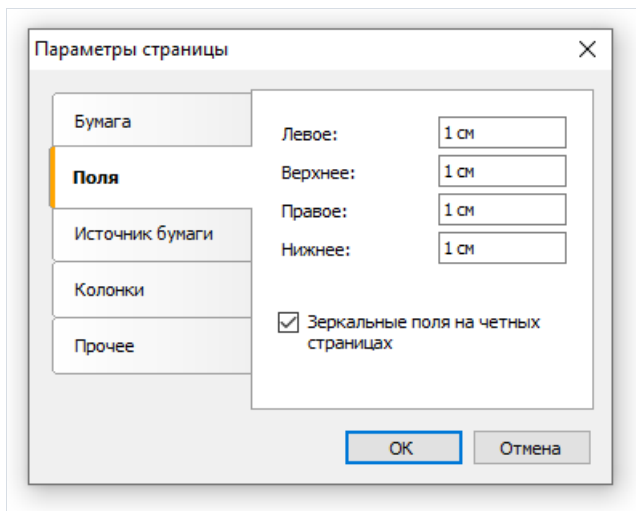 Параметры страницы
Бумага
Поля
Источник бумаги
Колонки
Прочее
Левое: 1 см
Верхнее: 1 см
Правое: 1 см
Нижнее: 1 см
Зеркальные поля на четных
страницах
OK Отмена